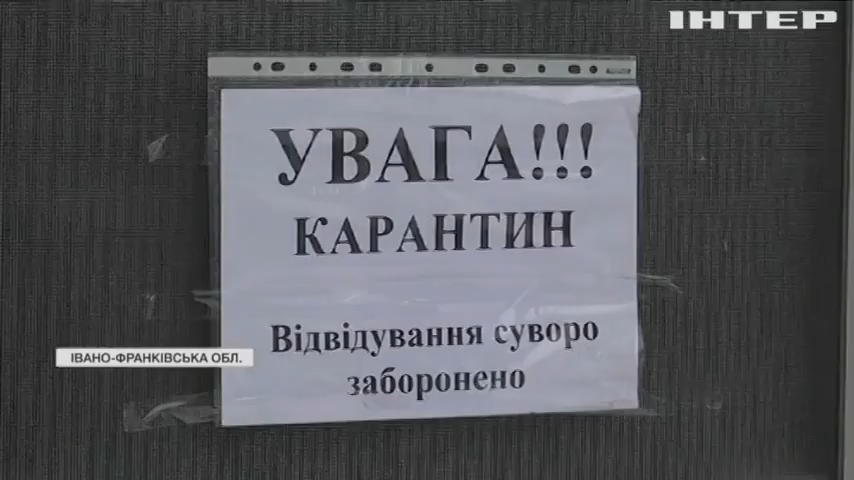 ІНТЕР
УВАГА!!!
КАРАНТИН
Відвідування суворо
заборонено
ІВАНО-ФРАНКІВСЬКА ОБЛ.